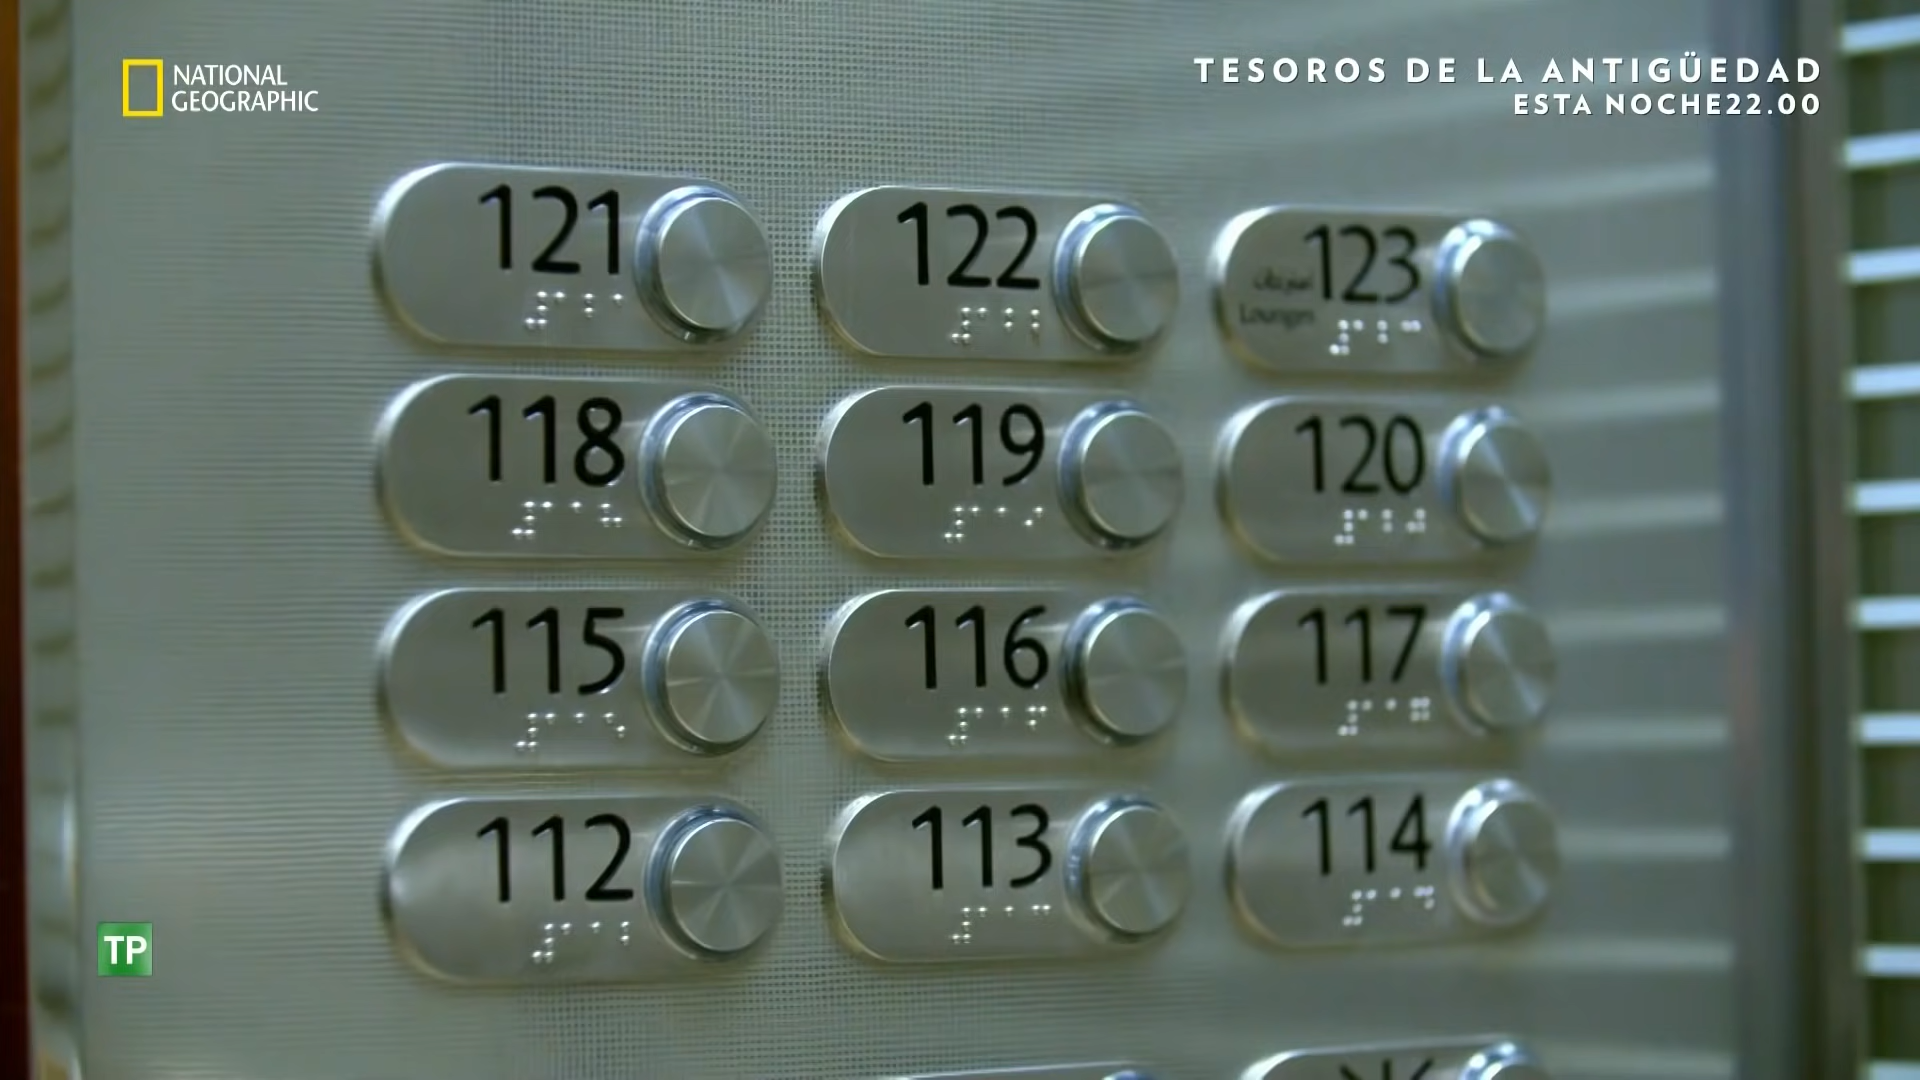 NATIONAL
GEOGRAPHIC
TESOROS DE LA ANTIGÜEDAD
ESTA NOCHE22.00
121
122
123
Lounges
118
119
120
115
116
117
112
113
114
TP